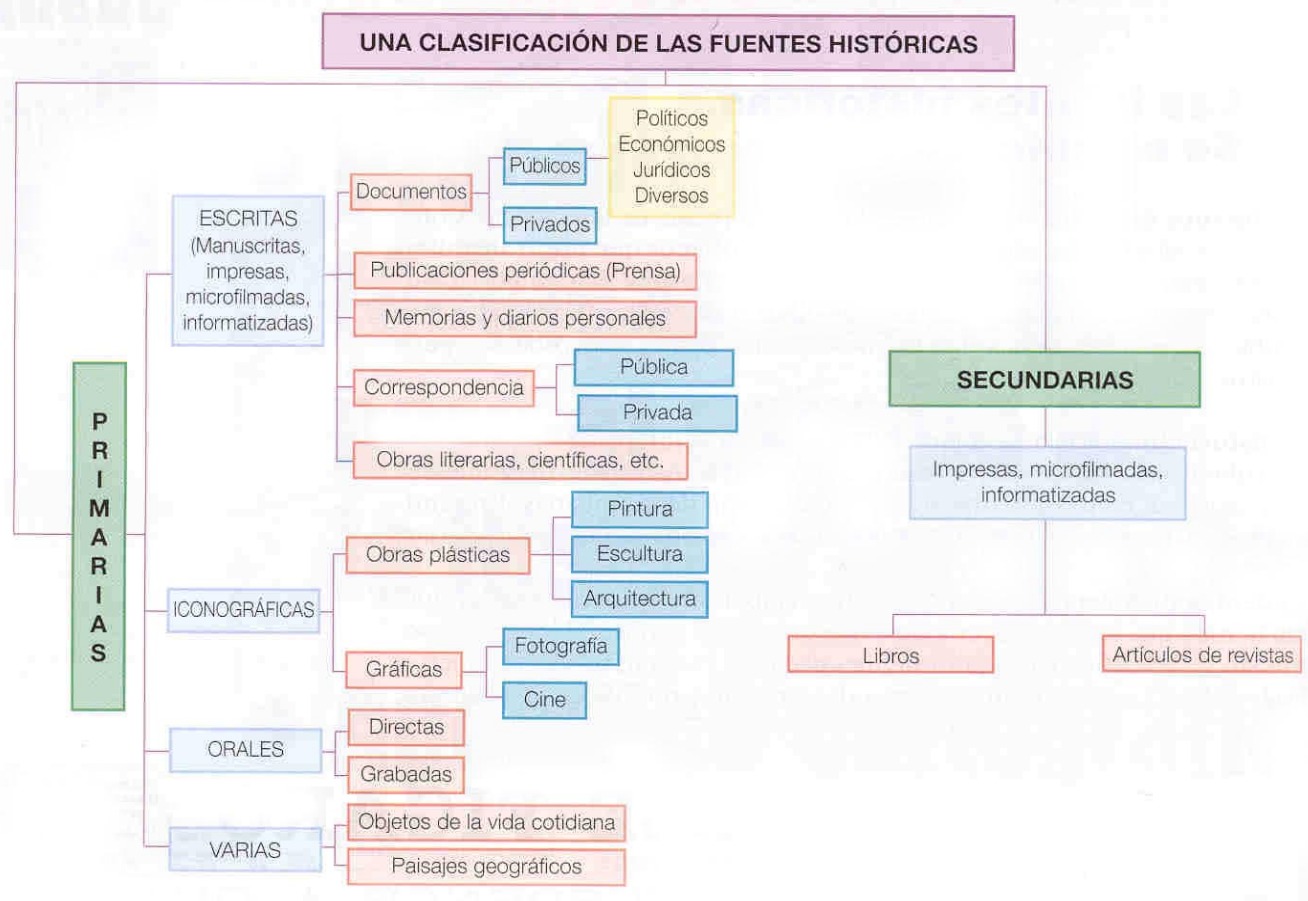 UNA CLASIFICACIÓN DE LAS FUENTES HISTÓRICAS
PRIMARIAS
ESCRITAS
(Manuscritas,
impresas,
microfilmadas,
informatizadas)
Documentos
Públicos
Políticos
Económicos
Jurídicos
Diversos
Privados
Publicaciones periódicas (Prensa)
Memorias y diarios personales
Correspondencia
Pública
Privada
Obras literarias, científicas, etc.
ICONOGRÁFICAS
Obras plásticas
Pintura
Escultura
Arquitectura
Gráficas
Fotografía
Cine
ORALES
Directas
Grabadas
VARIAS
Objetos de la vida cotidiana
Paisajes geográficos
SECUNDARIAS
Impresas, microfilmadas,
informatizadas
Libros
Artículos de revistas